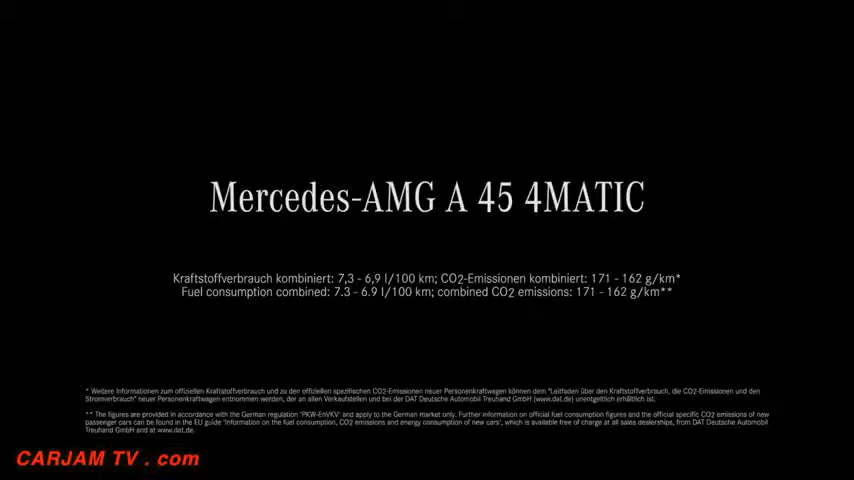 Mercedes-AMG A 45 4MATIC
Kraftstoffverbrauch kombiniert: 7,3 - 6,9 l/100 km; CO2-Emissionen kombiniert: 171 - 162 g/km*
Fuel consumption combined: 7.3 - 6.9 l/100 km; combined CO2 emissions: 171 - 162 g/km**
* Weitere Informationen zum offiziellen Kraftstoffverbrauch und zu den offiziellen spezifischen CO2-Emissionen neuer Personenkraftwagen können dem "Leitfaden über den Kraftstoffverbrauch, die CO2-Emissionen und den
Stromverbrauch" neuer Personenkraftwagen entnommen werden, der an allen Verkaufsstellen und bei der DAT Deutsche Automobil Treuhand GmbH (www.dat.de) unentgeltlich erhältlich ist.
** The figures are provided in accordance with the German regulation 'PKW-EnVKV' and apply to the German market only. Further information on official fuel consumption figures and the official specific CO2 emissions of new
passenger cars can be found in the EU guide 'Information on the fuel consumption, CO2 emissions and energy consumption of new cars', which is available free of charge at all sales dealerships, from DAT Deutsche Automobil
Treuhand GmbH and at www.dat.de.
CARJAM TV . com